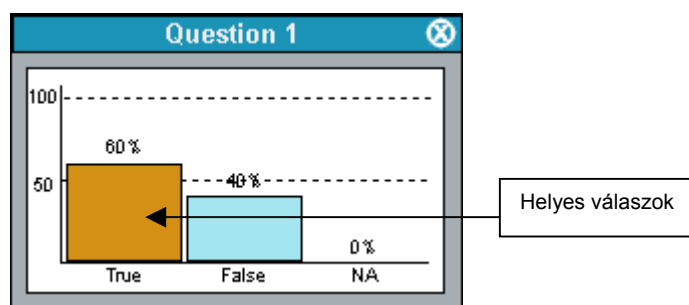 Question 1
100
60%
50
40%
Helyes válaszok
0%
True False NA